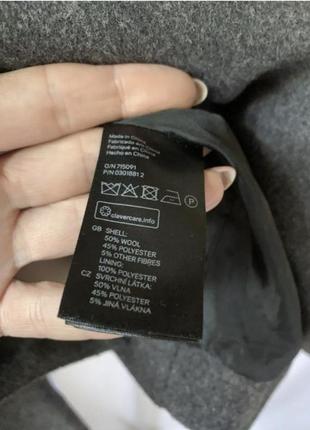 Made in China
Fabricado en China
Fabriqué en Chine
Hecho en China
O/N 715091
P/N 0301881 2
P
clevercare.info
GB SHELL:
50% WOOL
45% POLYESTER
5% OTHER FIBRES
LINING:
100% POLYESTER
CZ SVRCHNÍ LÁTKA:
50% VLNA
45% POLYESTER
5% JINÁ VLÁKNA